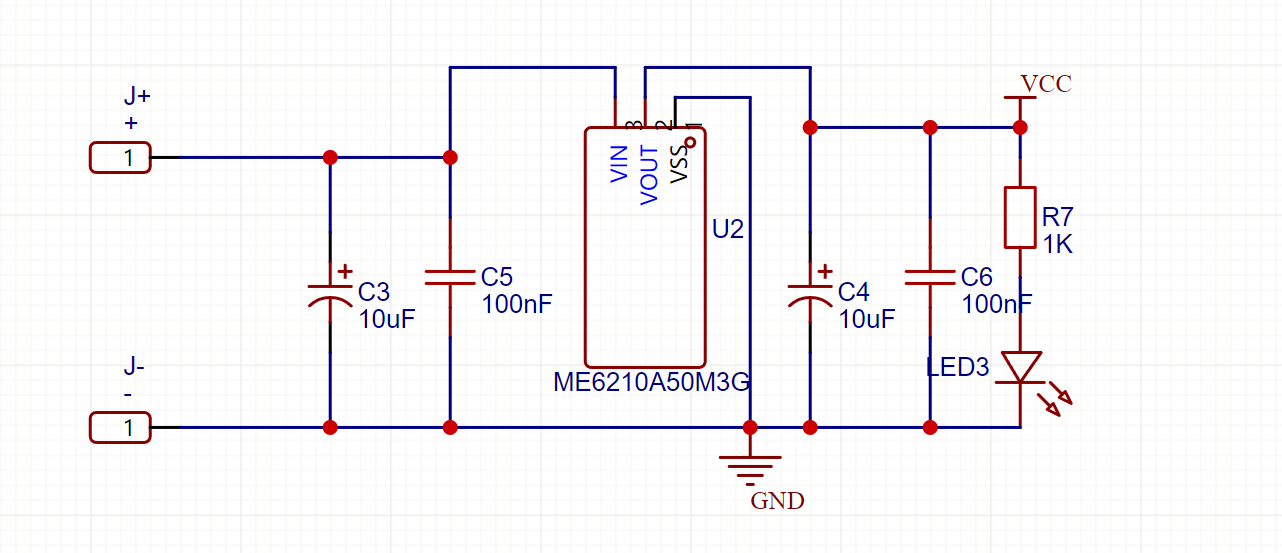 J+
+
1
J-
-
1
C3
10uF
C5
100nF
3
2
1
VIN
VOUT
VSS
U2
ME6210A50M3G
C4
10uF
C6
100nF
VCC
R7
1K
LED3
GND